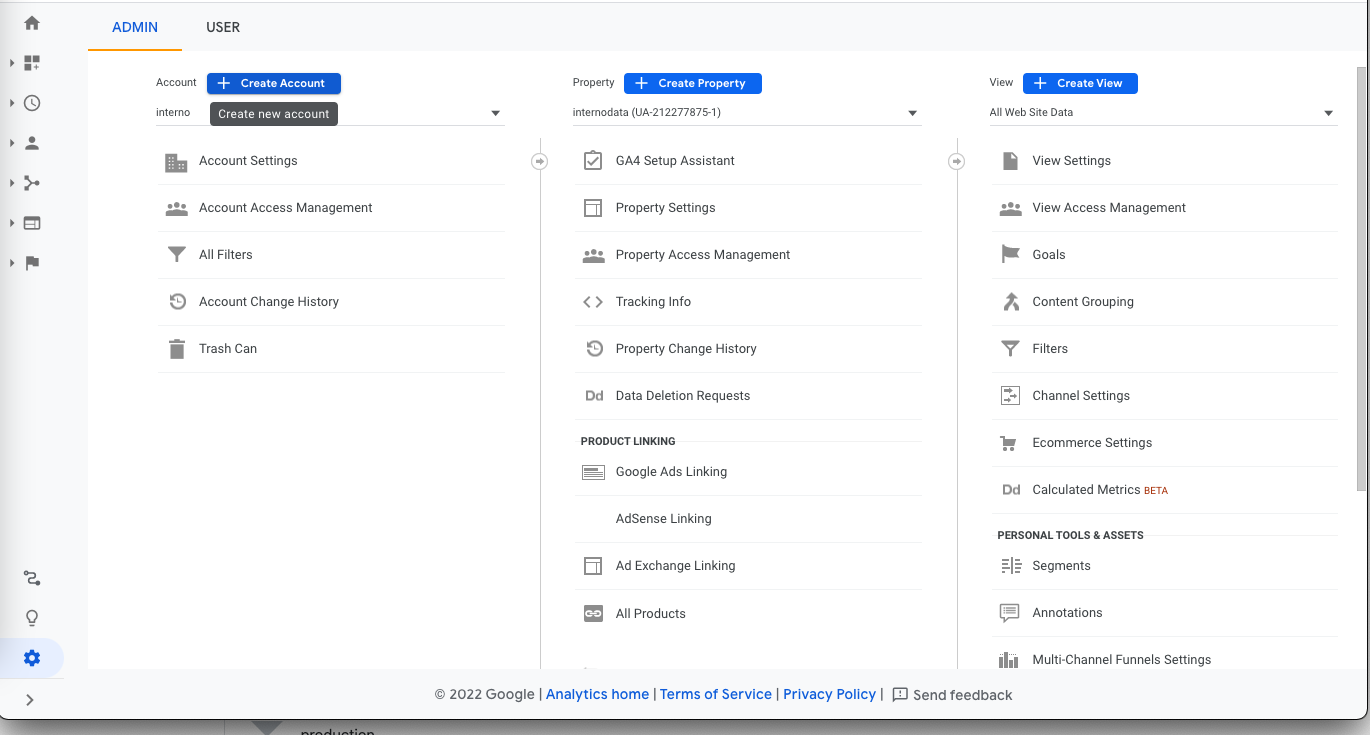 ADMIN
USER
Account
Create Account
interno
Create new account
Account Settings
Account Access Management
All Filters
Account Change History
Trash Can
Property
Create Property
internodata (UA-212277875-1)
GA4 Setup Assistant
Property Settings
Property Access Management
Tracking Info
Property Change History
Dd Data Deletion Requests
PRODUCT LINKING
Google Ads Linking
AdSense Linking
Ad Exchange Linking
All Products
View
Create View
All Web Site Data
View Settings
View Access Management
Goals
Content Grouping
Filters
Channel Settings
Ecommerce Settings
Dd Calculated Metrics BETA
PERSONAL TOOLS & ASSETS
Segments
Annotations
Multi-Channel Funnels Settings
© 2022 Google | Analytics home | Terms of Service | Privacy Policy | Send feedback
production